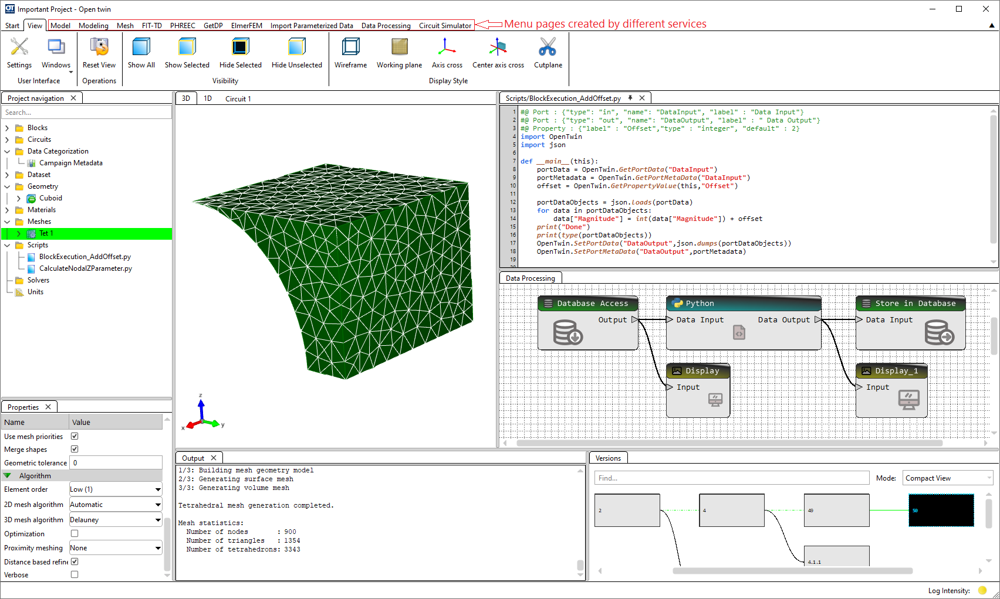 Important Project - Open twin
Start View Model Modeling Mesh FIT-TD PHREEC GetDP ElmerFEM Import Parameterized Data Data Processing Circuit Simulator Menu pages created by different services
Settings Windows Reset View Show All Show Selected Hide Selected Hide Unselected Wireframe Working plane Axis cross Center axis cross Cutplane
User Interface Operations Visibility Display Style
Project navigation
Search...
Blocks
Circuits
Data Categorization
Campaign Metadata
Dataset
Geometry
Cuboid
Materials
Meshes
Tet 1
Scripts
BlockExecution_AddOffset.py
CalculateNodalZParameter.py
Solvers
Units
Properties
Name Value
Use mesh priorities
Merge shapes
Geometric tolerance 0
Algorithm
Element order Low (1)
2D mesh algorithm Automatic
3D mesh algorithm Delauney
Optimization
Proximity meshing None
Distance based refine
Verbose
3D 1D Circuit 1
z
x y
Scripts/BlockExecution_AddOffset.py
1 #@ Port : {"type": "in", "name": "DataInput", "label" : "Data Input"}
2 #@ Port : {"type": "out", "name": "DataOutput", "label" : " Data Output"}
3 #@ Property : {"label" : "Offset","type" : "integer", "default" : 2}
4 import OpenTwin
5 import json
6
7 def __main__(this):
8 portData = OpenTwin.GetPortData("DataInput")
9 portMetadata = OpenTwin.GetPortMetaData("DataInput")
10 offset = OpenTwin.GetPropertyValue(this,"Offset")
11
12 portDataObjects = json.loads(portData)
13 for data in portDataObjects:
14 data["Magnitude"] = int(data["Magnitude"]) + offset
15 print("Done")
16 print(type(portDataObjects))
17 OpenTwin.SetPortData("DataOutput",json.dumps(portDataObjects))
18 OpenTwin.SetPortMetaData("DataOutput",portMetadata)
19
20
Data Processing
Database Access Python Store in Database
Output Data Input Data Output Data Input
Display Display_1
Input Input
Output
1/3: Building mesh geometry model
2/3: Generating surface mesh
3/3: Generating volume mesh
Tetrahedral mesh generation completed.
Mesh statistics:
Number of nodes : 900
Number of triangles : 1354
Number of tetrahedrons: 3343
Versions
Find... Mode: Compact View
2 4 49 50
4.1.1
Log Intensity: